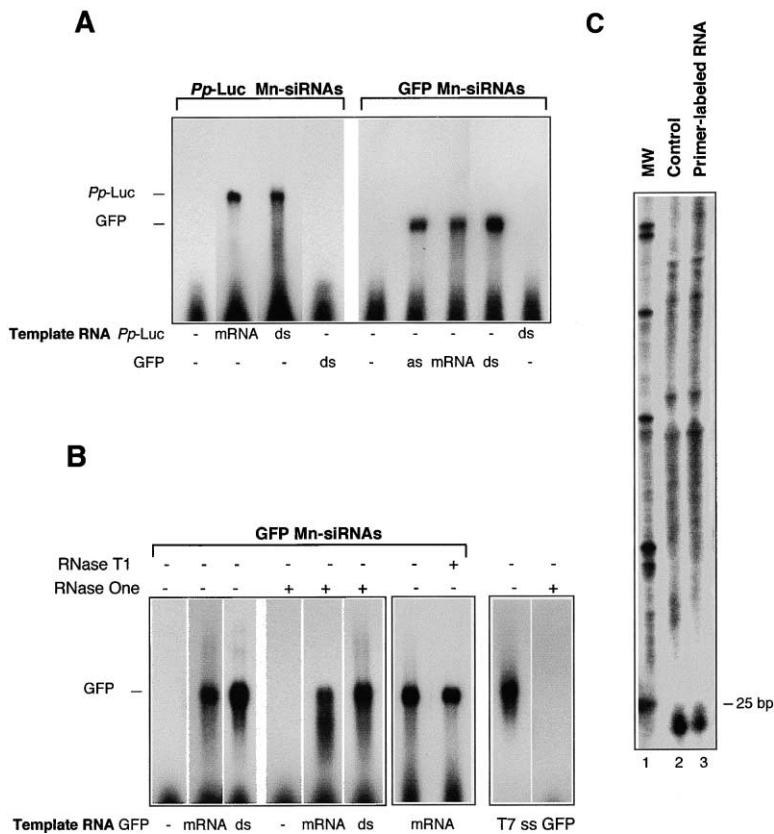 A
Pp-Luc Mn-siRNAs GFP Mn-siRNAs
Pp-Luc
GFP
Template RNA Pp-Luc - mRNA ds - - - - - ds
GFP - - - ds - as mRNA ds -
B
GFP Mn-siRNAs
RNase T1 - - - - - - - + - -
RNase One - - - + + + - - - +
GFP
Template RNA GFP - mRNA ds - mRNA ds mRNA T7 ss GFP
C
MW Control Primer-labeled RNA
25 bp
1 2 3